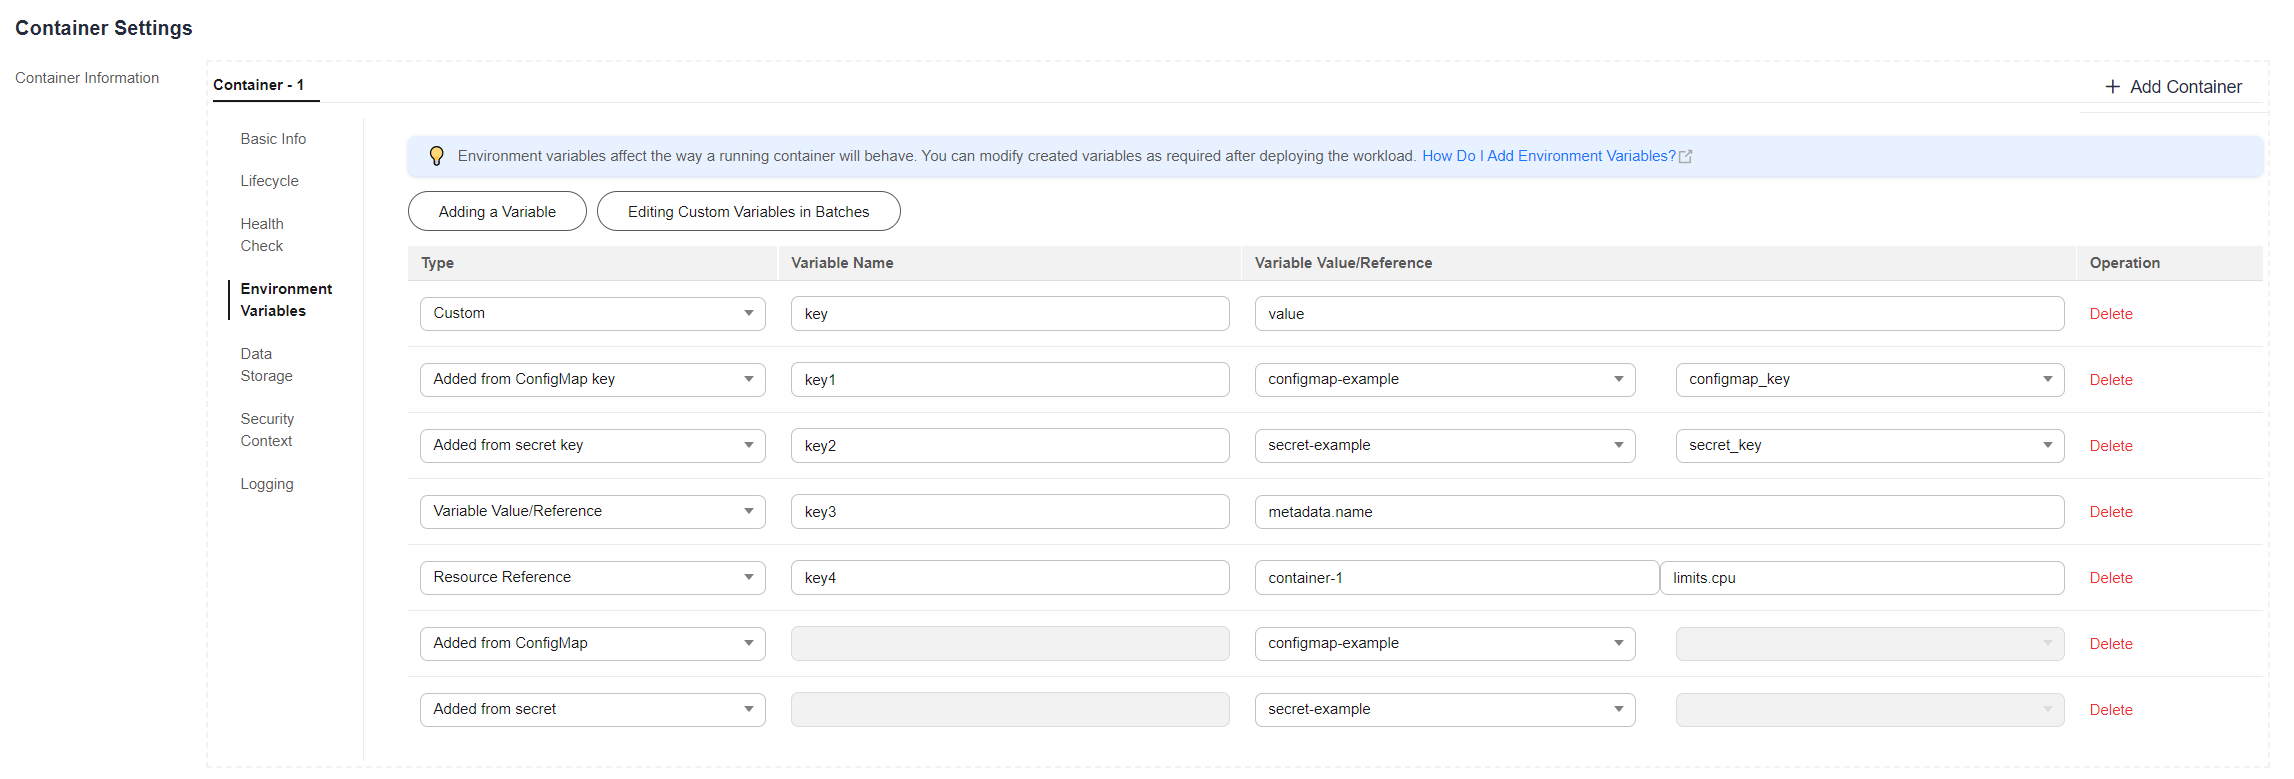 Container Settings
Container Information
Container - 1
+ Add Container
Basic Info
Lifecycle
Health
Check
Environment
Variables
Data
Storage
Security
Context
Logging
Environment variables affect the way a running container will behave. You can modify created variables as required after deploying the workload. How Do I Add Environment Variables?
Adding a Variable Editing Custom Variables in Batches
Type Variable Name Variable Value/Reference Operation
Custom key value Delete
Added from ConfigMap key key1 configmap-example configmap_key Delete
Added from secret key key2 secret-example secret_key Delete
Variable Value/Reference key3 metadata.name Delete
Resource Reference key4 container-1 limits.cpu Delete
Added from ConfigMap configmap-example Delete
Added from secret secret-example Delete